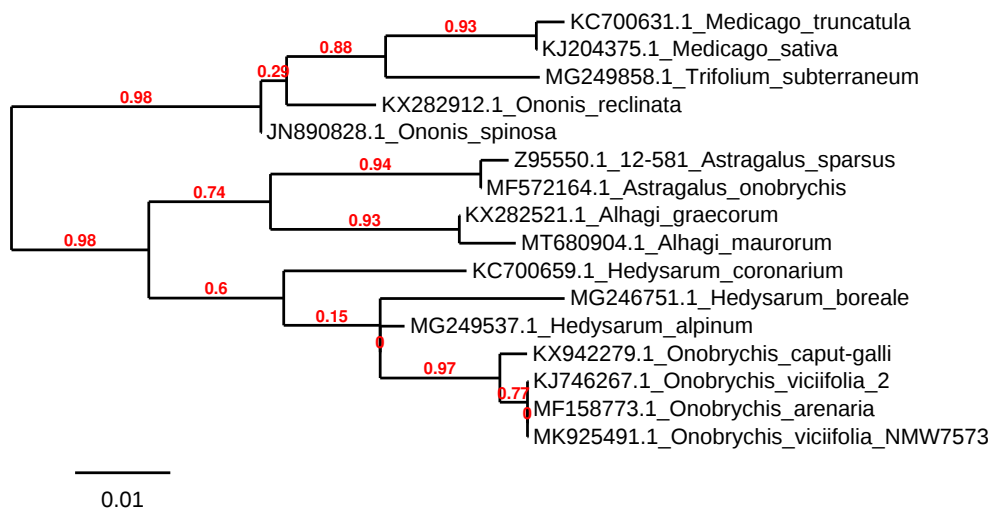 0.93
KC700631.1_Medicago_truncatula
0.88
KJ204375.1_Medicago_sativa
0.29
MG249858.1_Trifolium_subterraneum
0.98
KX282912.1_Ononis_reclinata
JN890828.1_Ononis_spinosa
0.94
Z95550.1_12-581_Astragalus_sparsus
0.74
MF572164.1_Astragalus_onobrychis
0.93
KX282521.1_Alhagi_graecorum
0.98
MT680904.1_Alhagi_maurorum
0.6
KC700659.1_Hedysarum_coronarium
MG246751.1_Hedysarum_boreale
0.15
MG249537.1_Hedysarum_alpinum
0
KX942279.1_Onobrychis_caput-galli
0.97
KJ746267.1_Onobrychis_viciifolia_2
0.77
MF158773.1_Onobrychis_arenaria
0
MK925491.1_Onobrychis_viciifolia_NMW7573
0.01